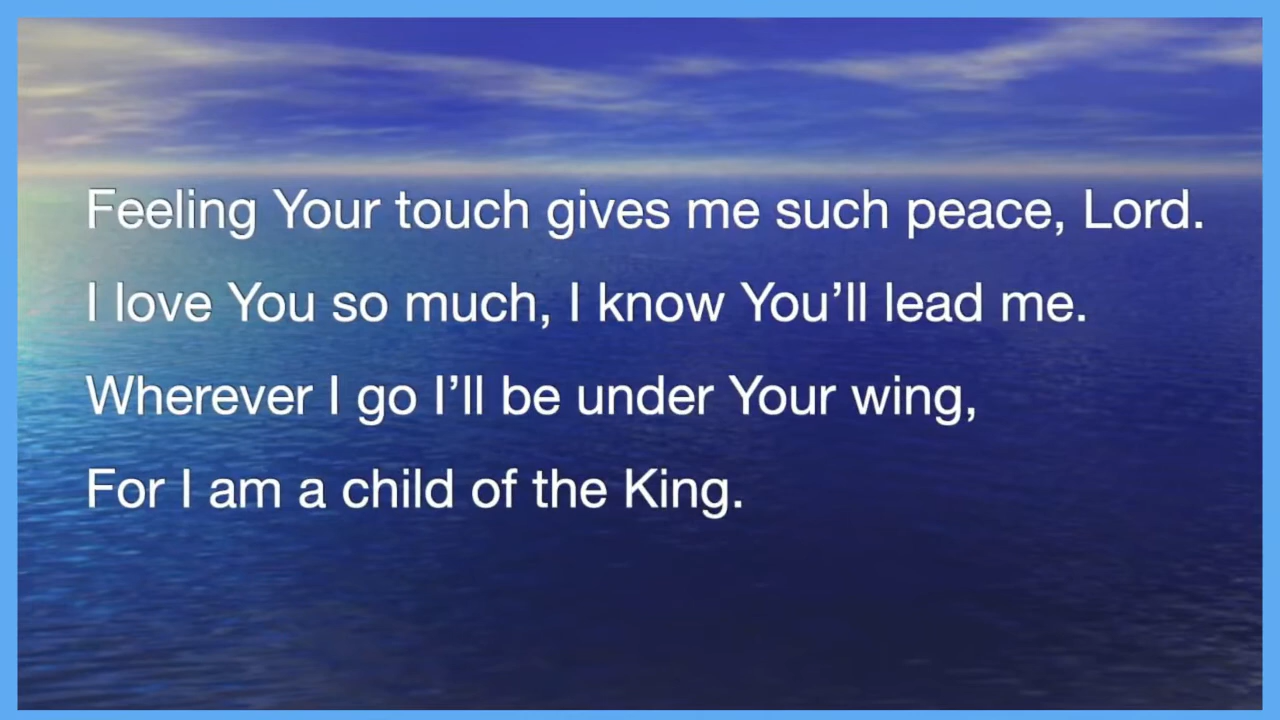 Feeling Your touch gives me such peace, Lord.
I love You so much, I know You’ll lead me.
Wherever I go I’ll be under Your wing,
For I am a child of the King.